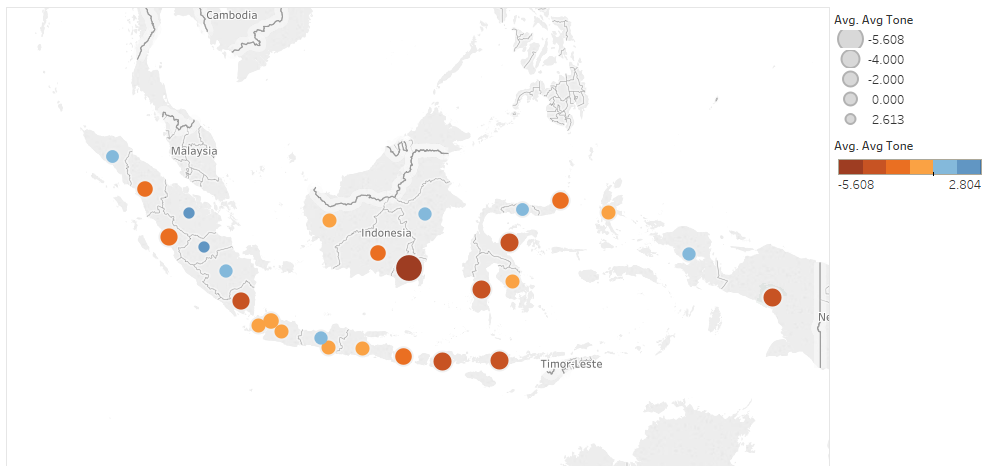 Cambodia
Avg. Avg Tone
-5.608
-4.000
-2.000
0.000
2.613
Avg. Avg Tone
-5.608 2.804
Malaysia
Indonesia
Ne
Timor-Leste